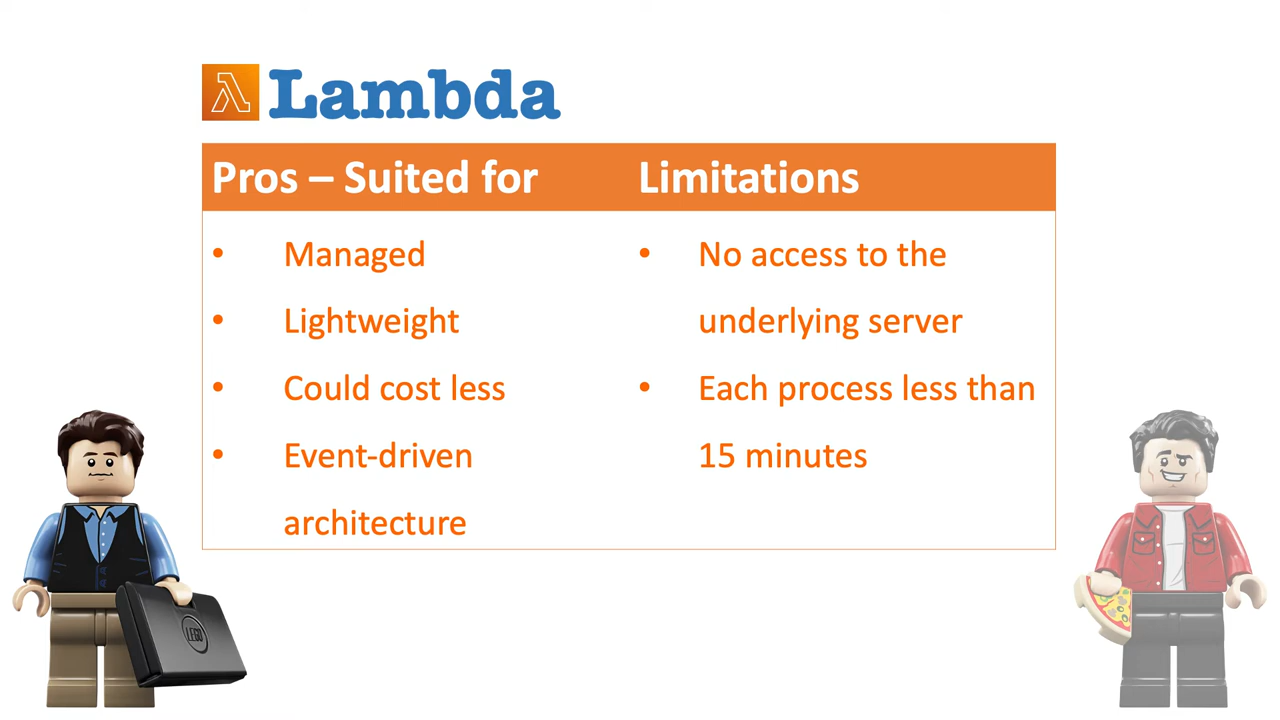 Lambda
Pros – Suited for
Limitations
• Managed
• Lightweight
• Could cost less
• Event-driven
architecture
• No access to the
underlying server
• Each process less than
15 minutes
LEGO